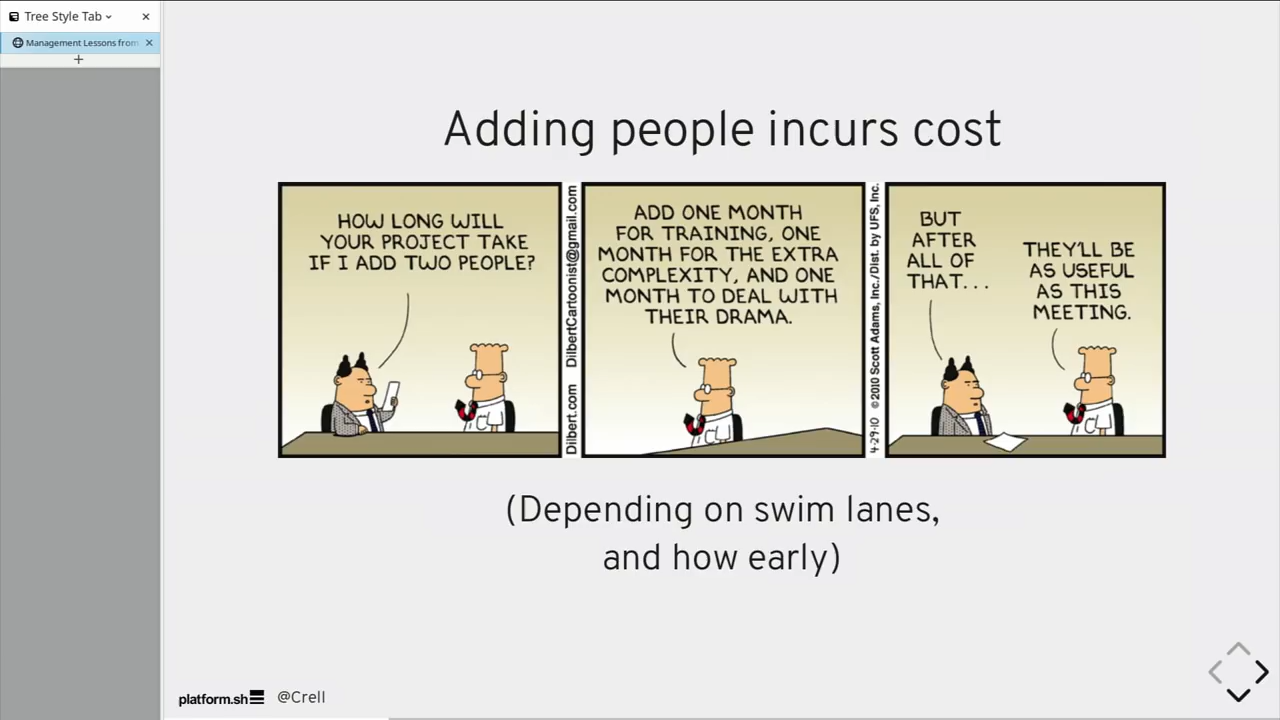 Tree Style Tab
Management Lessons from
Adding people incurs cost
HOW LONG WILL
YOUR PROJECT TAKE
IF I ADD TWO PEOPLE?
Dilbert.com DilbertCartoonist@gmail.com
ADD ONE MONTH
FOR TRAINING, ONE
MONTH FOR THE EXTRA
COMPLEXITY, AND ONE
MONTH TO DEAL WITH
THEIR DRAMA.
4-29-10 ©2010 Scott Adams, Inc./Dist. by UFS, Inc.
BUT
AFTER
ALL OF
THAT...
THEY'LL BE
AS USEFUL
AS THIS
MEETING.
(Depending on swim lanes,
and how early)
platform.sh @Crell